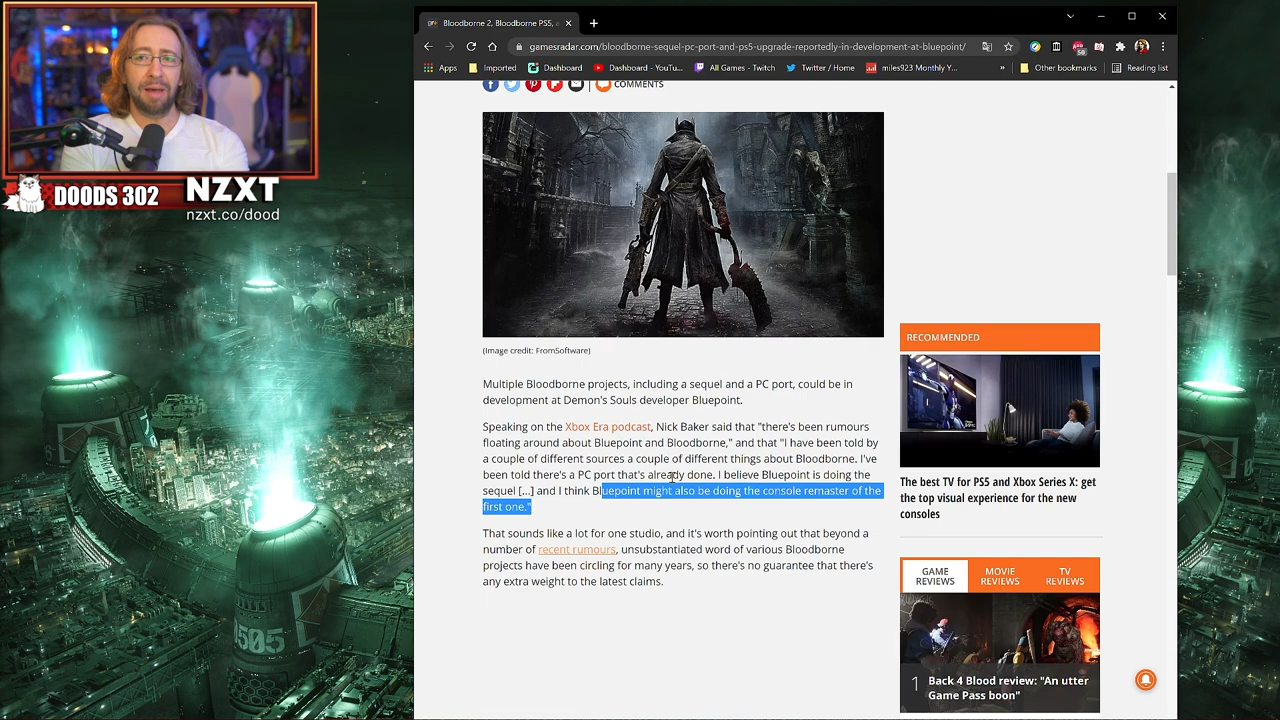 DOODS 302
NZXT
nzxt.co/dood
Bloodborne 2, Bloodborne PS5, a
gamesradar.com/bloodborne-sequel-pc-port-and-ps5-upgrade-reportedly-in-development-at-bluepoint/
Apps Imported Dashboard Dashboard - YouTu... All Games - Twitch Twitter / Home miles923 Monthly Y... » Other bookmarks Reading list
COMMENTS
(Image credit: FromSoftware)
Multiple Bloodborne projects, including a sequel and a PC port, could be in
development at Demon's Souls developer Bluepoint.
Speaking on the Xbox Era podcast, Nick Baker said that "there's been rumours
floating around about Bluepoint and Bloodborne," and that "I have been told by
a couple of different sources a couple of different things about Bloodborne. I've
been told there's a PC port that's already done. I believe Bluepoint is doing the
sequel [...] and I think Bluepoint might also be doing the console remaster of the
first one."
That sounds like a lot for one studio, and it's worth pointing out that beyond a
number of recent rumours, unsubstantiated word of various Bloodborne
projects have been circling for many years, so there's no guarantee that there's
any extra weight to the latest claims.
RECOMMENDED
The best TV for PS5 and Xbox Series X: get
the top visual experience for the new
consoles
GAME REVIEWS
MOVIE REVIEWS
TV REVIEWS
1 Back 4 Blood review: "An utter
Game Pass boon"
0505